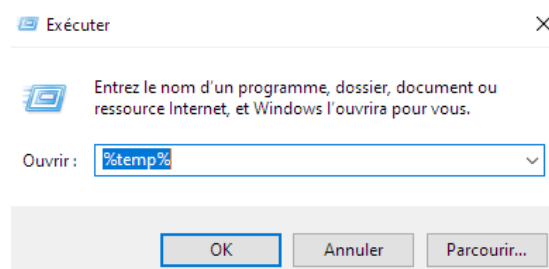 Exécuter
Entrez le nom d'un programme, dossier, document ou
ressource Internet, et Windows l'ouvrira pour vous.
Ouvrir : %temp%
OK Annuler Parcourir...